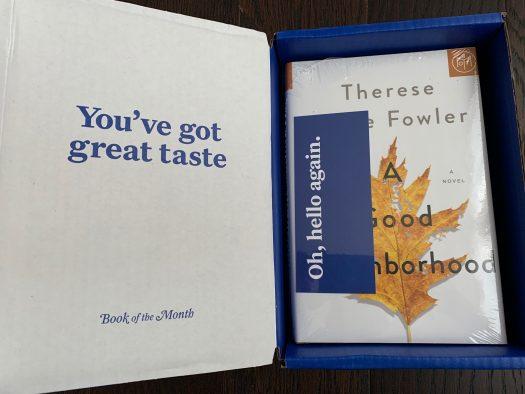 You've got
great taste
Book of the Month
Oh, hello again.
Therese
Fowler
A
A
NOVEL
Good
nborhood